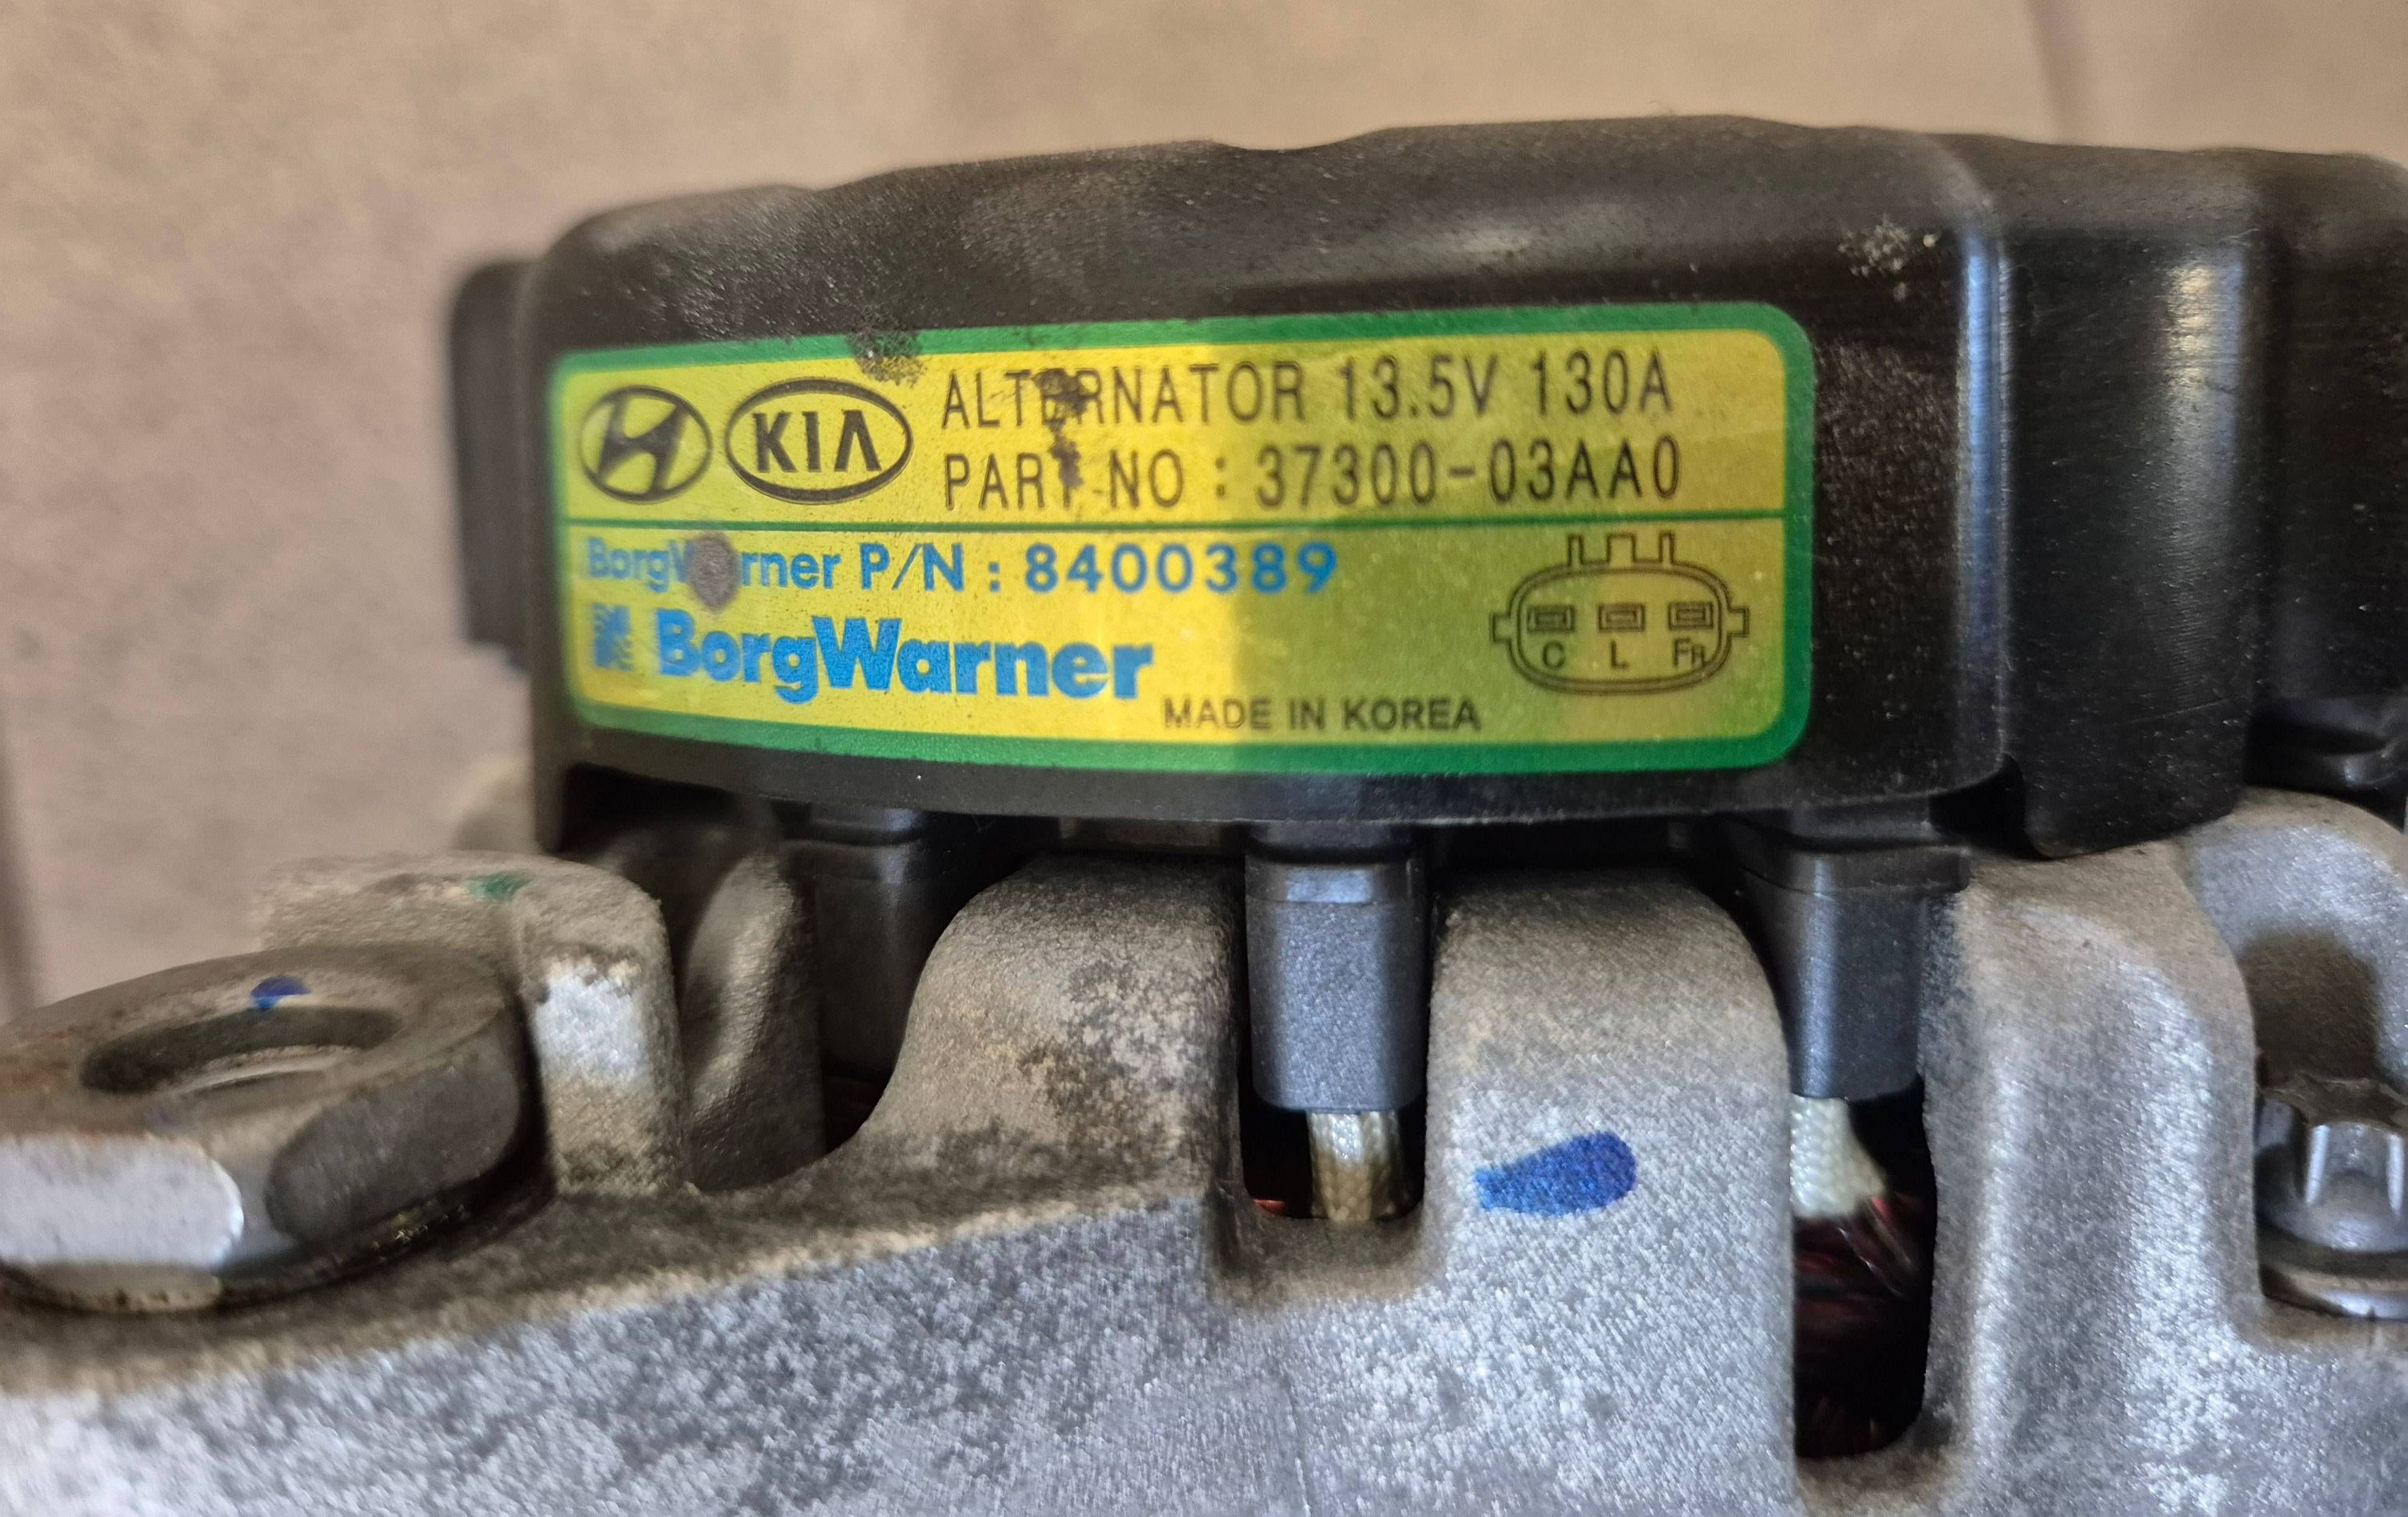 KIA ALTERNATOR 13.5V 130A
PART NO : 37300-03AA0
BorgWarner P/N : 8400389
BorgWarner
MADE IN KOREA
C L FR